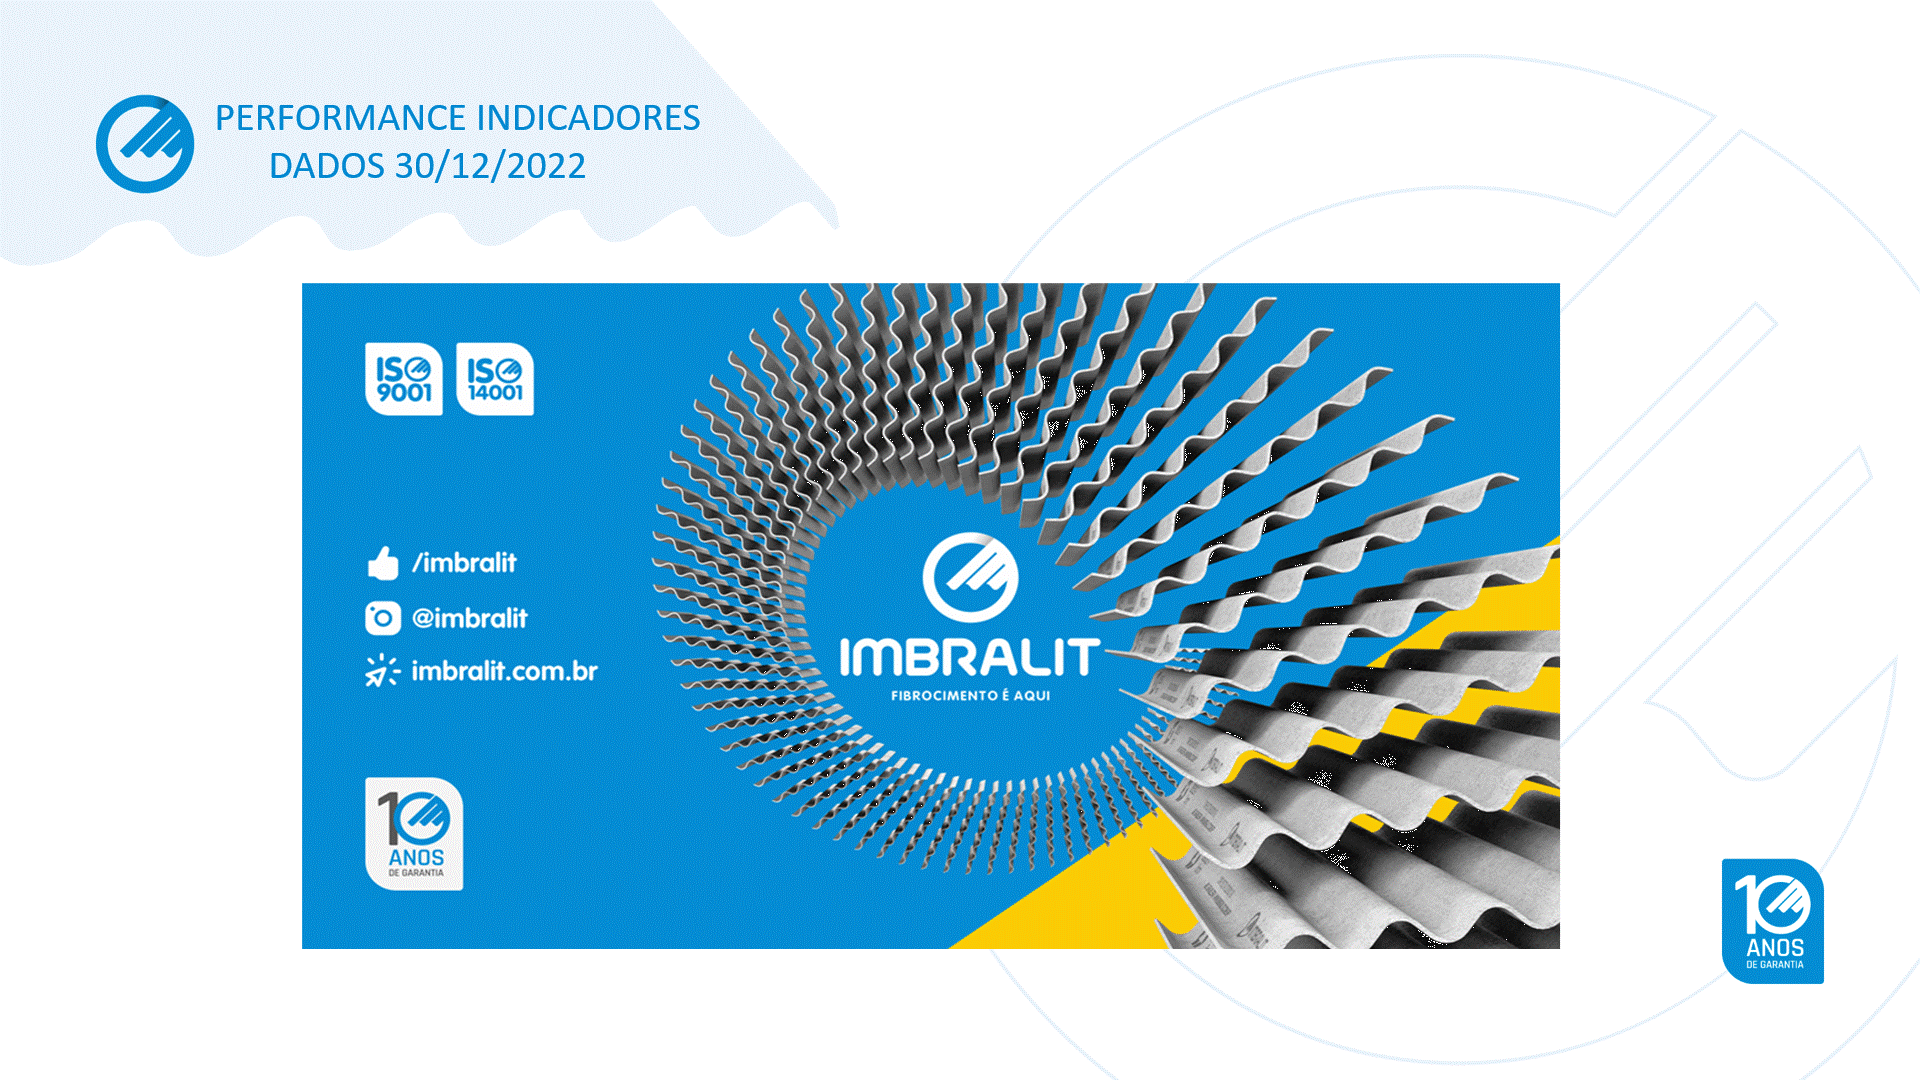 PERFORMANCE INDICADORES
DADOS 30/12/2022
ISO
9001
ISO
14001
/imbralit
@imbralit
imbralit.com.br
IMBRALIT
FIBROCIMENTO É AQUI
10
ANOS
DE GARANTIA
10
ANOS
DE GARANTIA